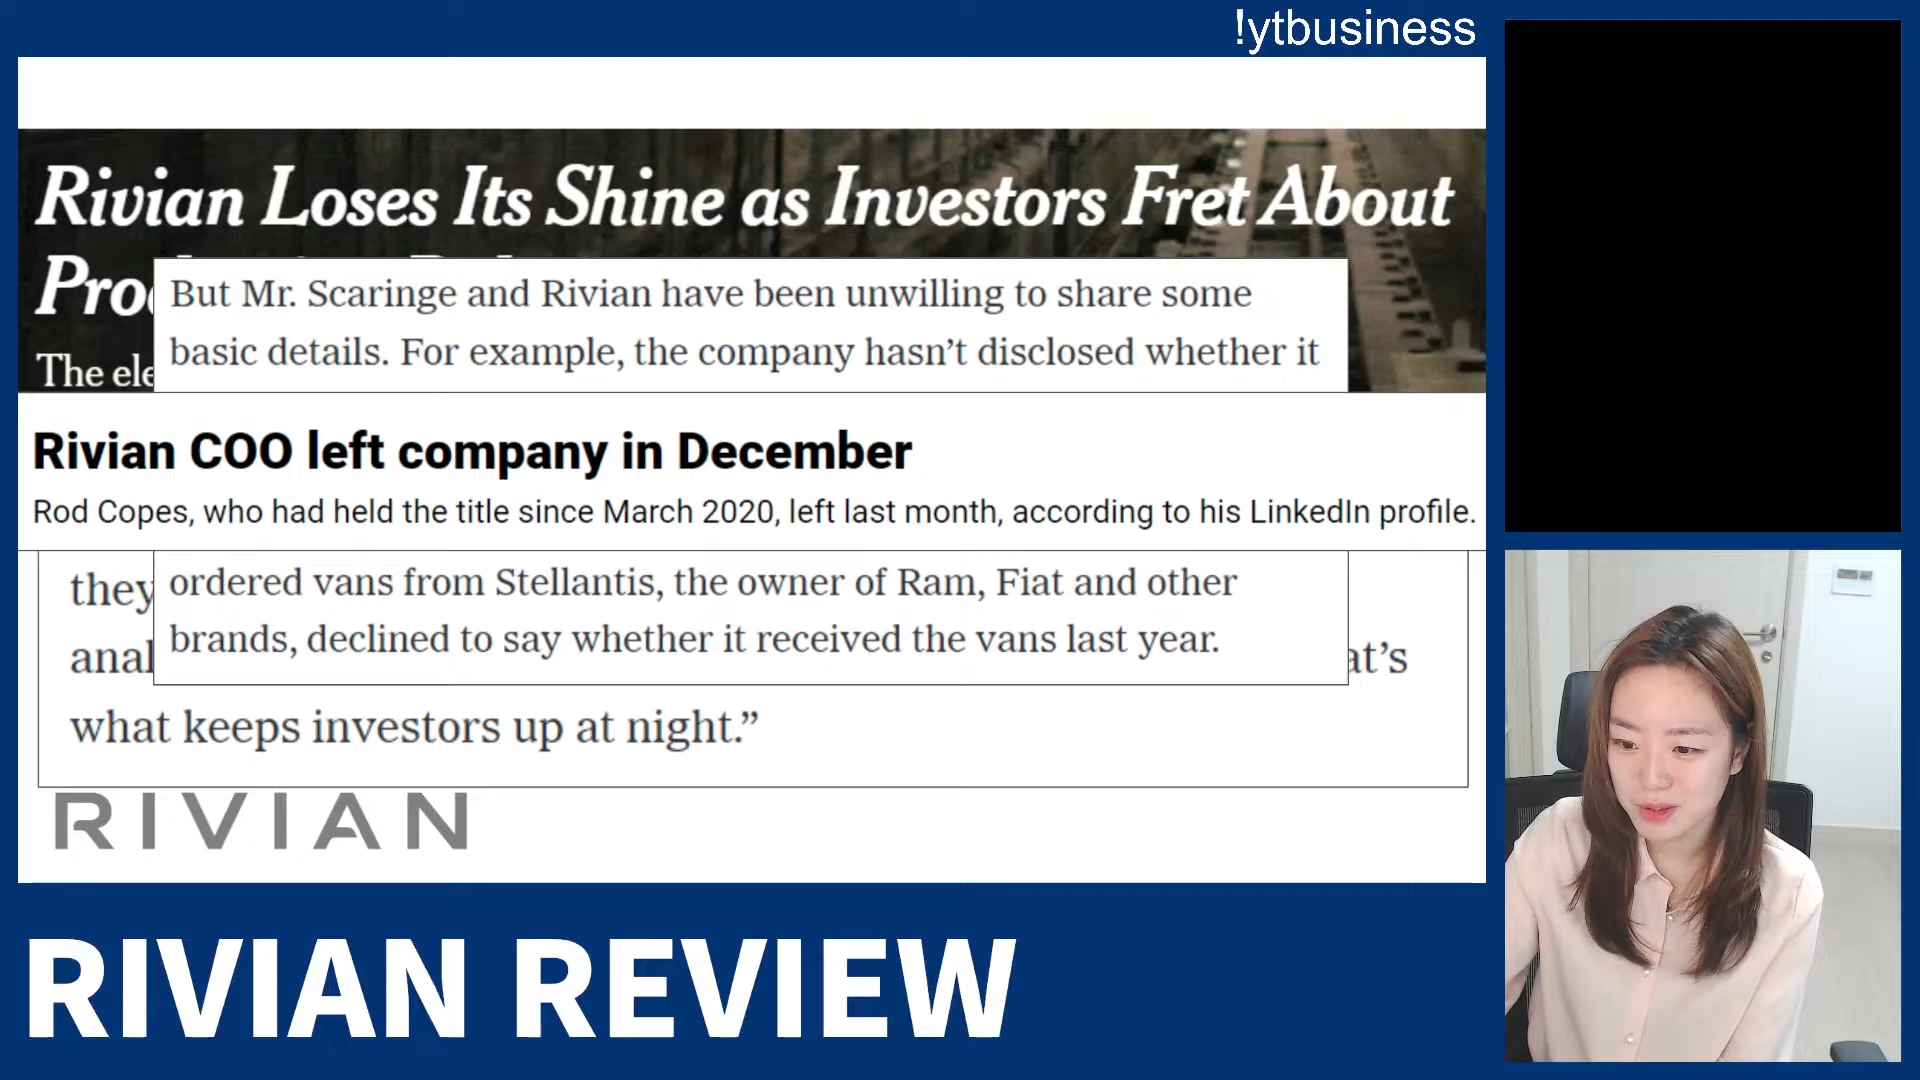 !ytbusiness
Rivian Loses Its Shine as Investors Fret About
But Mr. Scaringe and Rivian have been unwilling to share some
basic details. For example, the company hasn’t disclosed whether it
The ele
Rivian COO left company in December
Rod Copes, who had held the title since March 2020, left last month, according to his LinkedIn profile.
they
ordered vans from Stellantis, the owner of Ram, Fiat and other
brands, declined to say whether it received the vans last year.
anal
at’s
what keeps investors up at night.”
RIVIAN
RIVIAN REVIEW